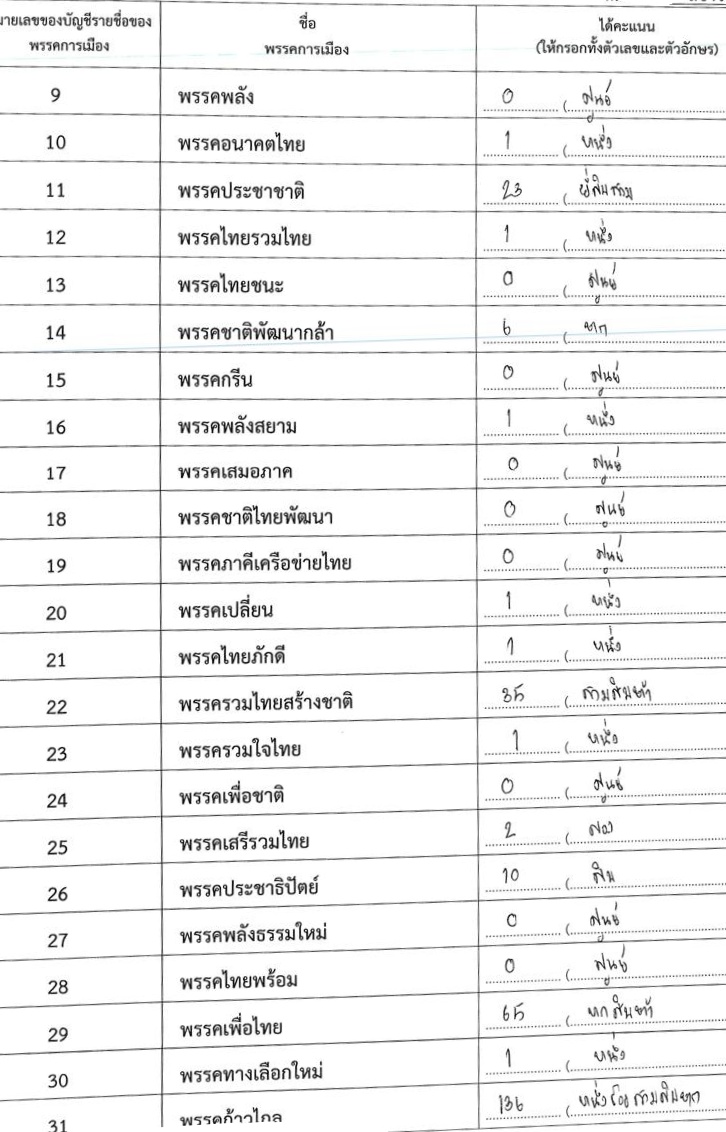 มายเลขของบัญชีรายชื่อของ ชื่อ ได้คะแนน
พรรคการเมือง พรรคการเมือง (ให้กรอกทั้งตัวเลขและตัวอักษร)
9 พรรคพลัง 0 ( ศูนย์
10 พรรคอนาคตไทย 1 ( หนึ่ง
11 พรรคประชาชาติ 23 ( ยี่สิบสาม
12 พรรคไทยรวมไทย 1 ( หนึ่ง
13 พรรคไทยชนะ 0 ( ศูนย์
14 พรรคชาติพัฒนากล้า 6 ( หก
15 พรรคกรีน 0 ( ศูนย์
16 พรรคพลังสยาม 1 ( หนึ่ง
17 พรรคเสมอภาค 0 ( ศูนย์
18 พรรคชาติไทยพัฒนา 0 ( ศูนย์
19 พรรคภาคีเครือข่ายไทย 0 ( ศูนย์
20 พรรคเปลี่ยน 1 ( หนึ่ง
21 พรรคไทยภักดี 1 ( หนึ่ง
22 พรรครวมไทยสร้างชาติ 35 ( สามสิบห้า
23 พรรครวมใจไทย 1 ( หนึ่ง
24 พรรคเพื่อชาติ 0 ( ศูนย์
25 พรรคเสรีรวมไทย 2 ( สอง
26 พรรคประชาธิปัตย์ 10 ( สิบ
27 พรรคพลังธรรมใหม่ 0 ( ศูนย์
28 พรรคไทยพร้อม 0 ( ศูนย์
29 พรรคเพื่อไทย 65 ( หกสิบห้า
30 พรรคทางเลือกใหม่ 1 ( หนึ่ง
31 พรรคก้าวไกล 136 ( หนึ่งร้อยสามสิบหก